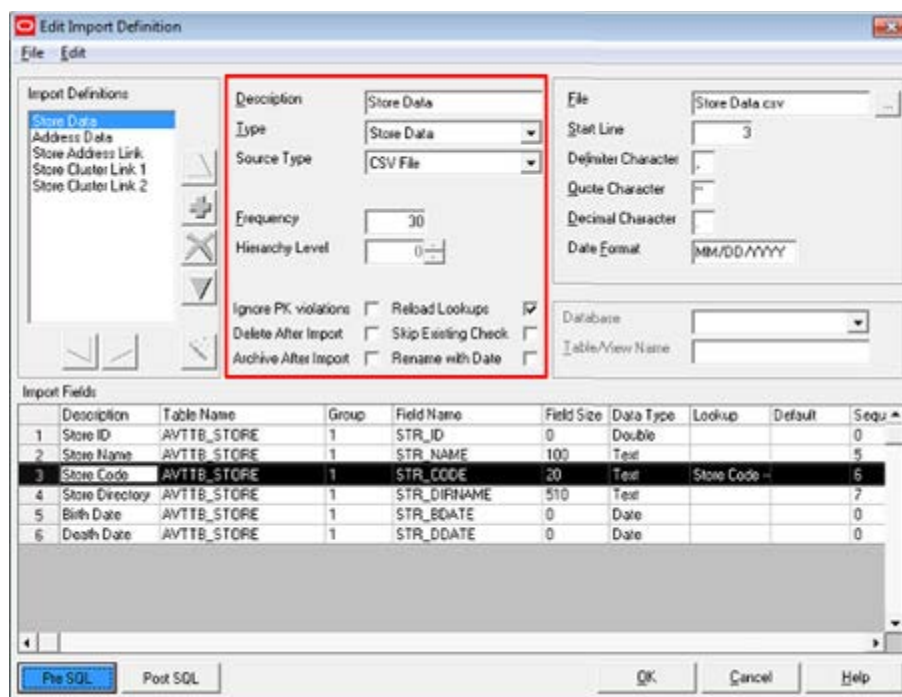 Edit Import Definition
File Edit
Import Definitions
Store Data
Address Data
Store Address Link
Store Cluster Link 1
Store Cluster Link 2
Description Store Data
Type Store Data
Source Type CSV File
Frequency 30
Hierarchy Level 0
Ignore PK violations Reload Lookups
Delete After Import Skip Existing Check
Archive After Import Rename with Date
File Store Data.csv ...
Start Line 3
Delimiter Character ,
Quote Character "
Decimal Character .
Date Format MM/DD/YYYY
Database
Table/View Name
Import Fields
Description Table Name Group Field Name Field Size Data Type Lookup Default Sequ
1 Store ID AVTTB_STORE 1 STR_ID 0 Double 0
2 Store Name AVTTB_STORE 1 STR_NAME 100 Text 5
3 Store Code AVTTB_STORE 1 STR_CODE 20 Text Store Code - 6
4 Store Directory AVTTB_STORE 1 STR_DIRNAME 510 Text 7
5 Birth Date AVTTB_STORE 1 STR_BDATE 0 Date 0
6 Death Date AVTTB_STORE 1 STR_DDATE 0 Date 0
Pre SQL Post SQL OK Cancel Help